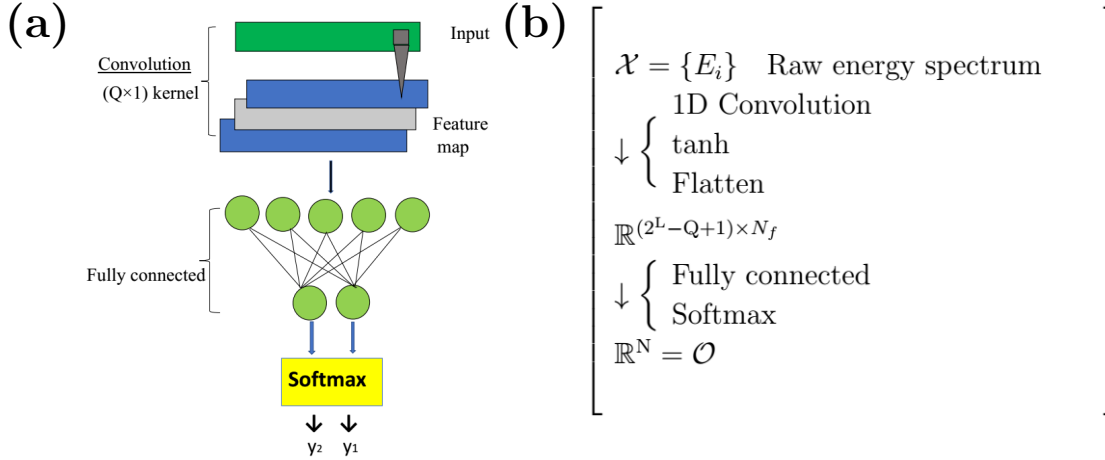 (a)
Input
Convolution
(Q×1) kernel
Feature
map
Fully connected
Softmax
y₂ y₁
(b)
𝒳 = {Eᵢ} Raw energy spectrum
↓ { 1D Convolution
tanh
Flatten
ℝ^{(2^L−Q+1)×N_f}
↓ { Fully connected
Softmax
ℝ^N = 𝒪